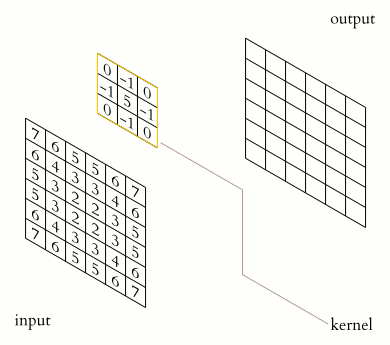 output
0 -1 0
-1 5 -1
0 -1 0
7 6 5 5 6 7
6 4 3 3 4 6
5 3 2 2 3 5
5 3 2 2 3 5
6 4 3 3 4 6
7 6 5 5 6 7
input
kernel